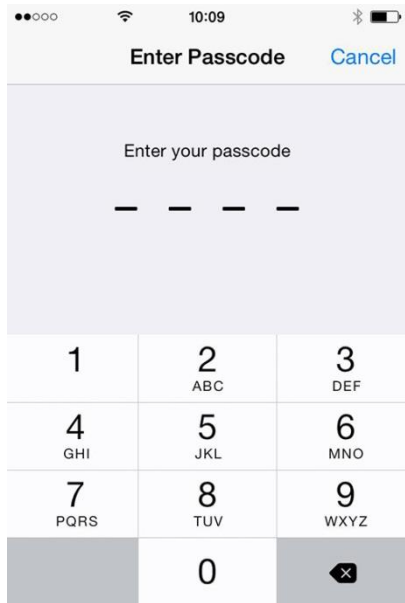 10:09
Enter Passcode Cancel
Enter your passcode
1 2 3
ABC DEF
4 5 6
GHI JKL MNO
7 8 9
PQRS TUV WXYZ
0